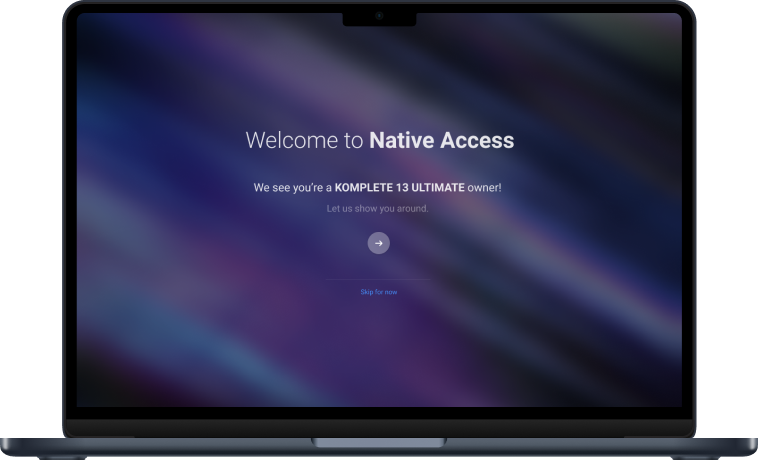 Welcome to Native Access
We see you're a KOMPLETE 13 ULTIMATE owner!
Let us show you around.
Skip for now